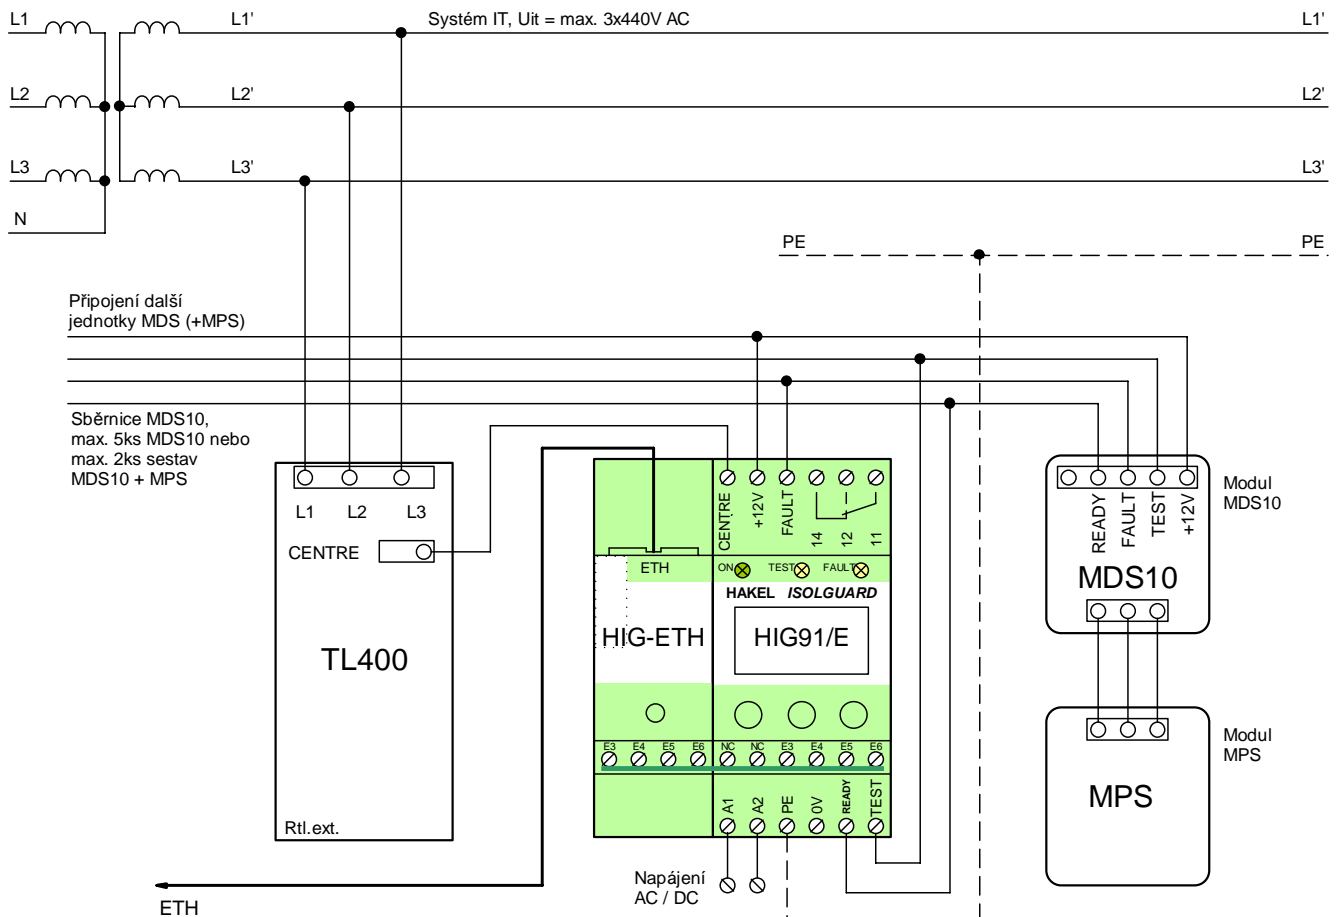 L1
L1'
Systém IT, Uit = max. 3x440V AC
L1'
L2
L2'
L2'
L3
L3'
L3'
N
PE
PE
Připojení další
jednotky MDS (+MPS)
Sběrnice MDS10,
max. 5ks MDS10 nebo
max. 2ks sestav
MDS10 + MPS
L1
L2
L3
CENTRE
TL400
Rtl.ext.
CENTRE
+12V
FAULT
14
12
11
ETH
ON
TEST
FAULT
HAKEL ISOLGUARD
HIG-ETH
HIG91/E
E3
E4
E5
E6
NC
NC
E3
E4
E5
E6
A1
A2
PE
0V
READY
TEST
Napájení
AC / DC
ETH
READY
FAULT
TEST
+12V
MDS10
Modul
MDS10
MPS
Modul
MPS